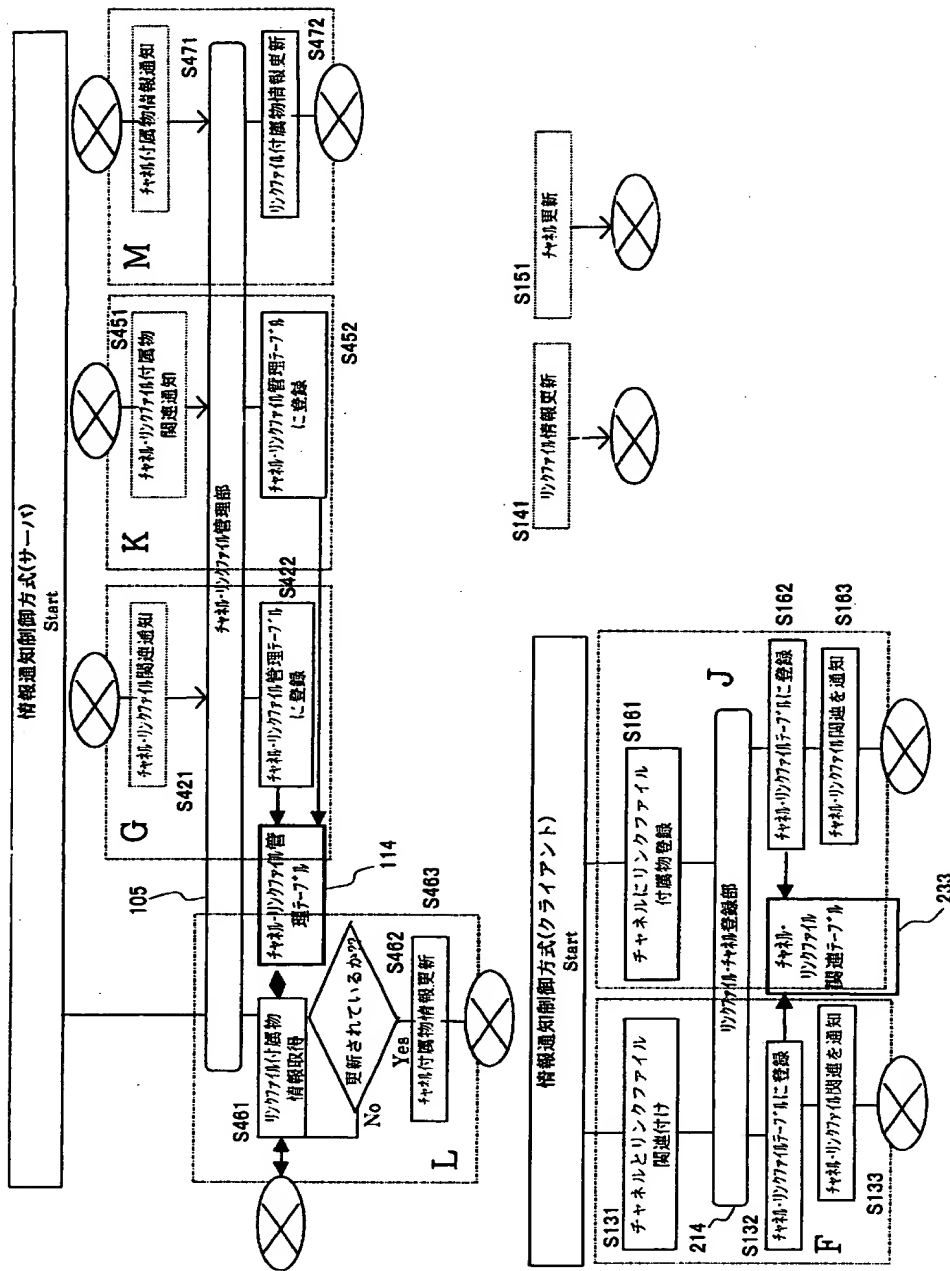 情報通知制御方式(サーバ)
Start
チャネル付属物情報通知
S471
M
リンクファイル付属物情報更新
S472
S451
チャネル・リンクファイル付属物
関連通知
K
チャネル・リンクファイル管理部
チャネル・リンクファイル管理テーブル
に登録
S452
チャネル・リンクファイル関連通知
S421
G
S422
チャネル・リンクファイル管理テーブル
に登録
105
チャネル・リンクファイル管
理テーブル
114
S463
S461
リンクファイル付属物
情報取得
更新されているか??
S462
Yes
No
チャネル付属物情報更新
L
S151
チャネル更新
S141
リンクファイル情報更新
情報通知制御方式(クライアント)
Start
S161
チャネルにリンクファイル
付属物登録
J
S162
チャネル・リンクファイルテーブルに登録
S163
チャネル・リンクファイル関連を通知
リンクファイル・チャネル登録部
チャネル・
リンクファイル
関連テーブル
233
S131
チャネルとリンクファイル
関連付け
214
S132
チャネル・リンクファイルテーブルに登録
チャネル・リンクファイル関連を通知
F
S133